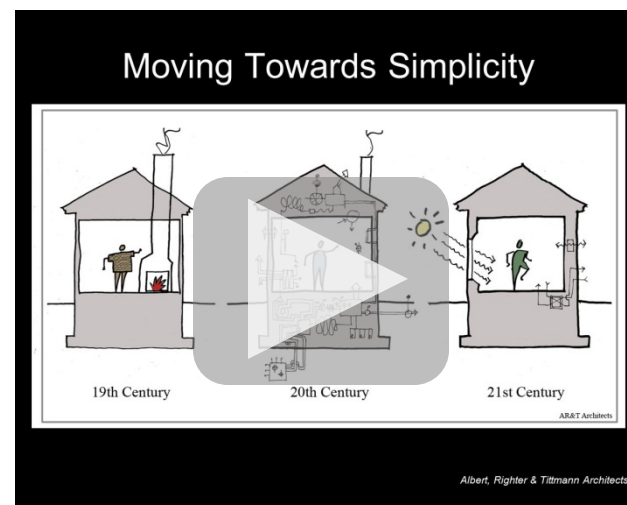 Moving Towards Simplicity
19th Century
20th Century
21st Century
AR&T Architects
Albert, Righter & Tittmann Architects